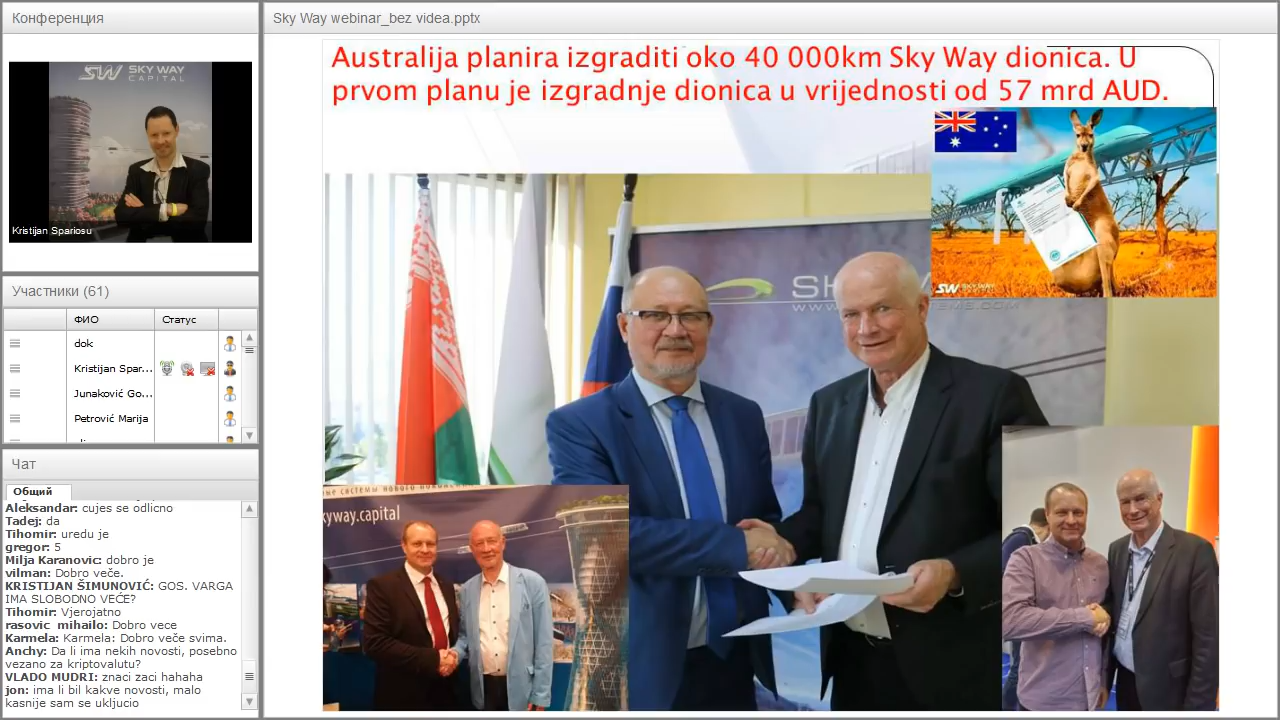 Конференция
Kristijan Spariosu
SKY WAY
CAPITAL
Участники (61)
ФИО
Статус
dok
Kristijan Spar...
Junaković Go...
Petrović Marija
Чат
Общий
Aleksandar: cujes se odlicno
Tadej: da
Tihomir: uredu je
gregor: 5
Milja Karanovic: dobro je
vilman: Dobro veče.
KRISTIJAN ŠIMUNOVIĆ: GOS. VARGA
IMA SLOBODNO VEĆE?
Tihomir: Vjerojatno
rasovic mihailo: Dobro vece
Karmela: Karmela: Dobro veče svima.
Anchy: Da li ima nekih novosti, posebno
vezano za kriptovalutu?
VLADO MUDRI: znaci zaci hahaha
jon: ima li bil kakve novosti, malo
kasnije sam se ukljucio
Sky Way webinar_bez videa.pptx
Australija planira izgraditi oko 40 000km Sky Way dionica. U
prvom planu je izgradnje dionica u vrijednosti od 57 mrd AUD.
SW SKY WAY
skyway.capital